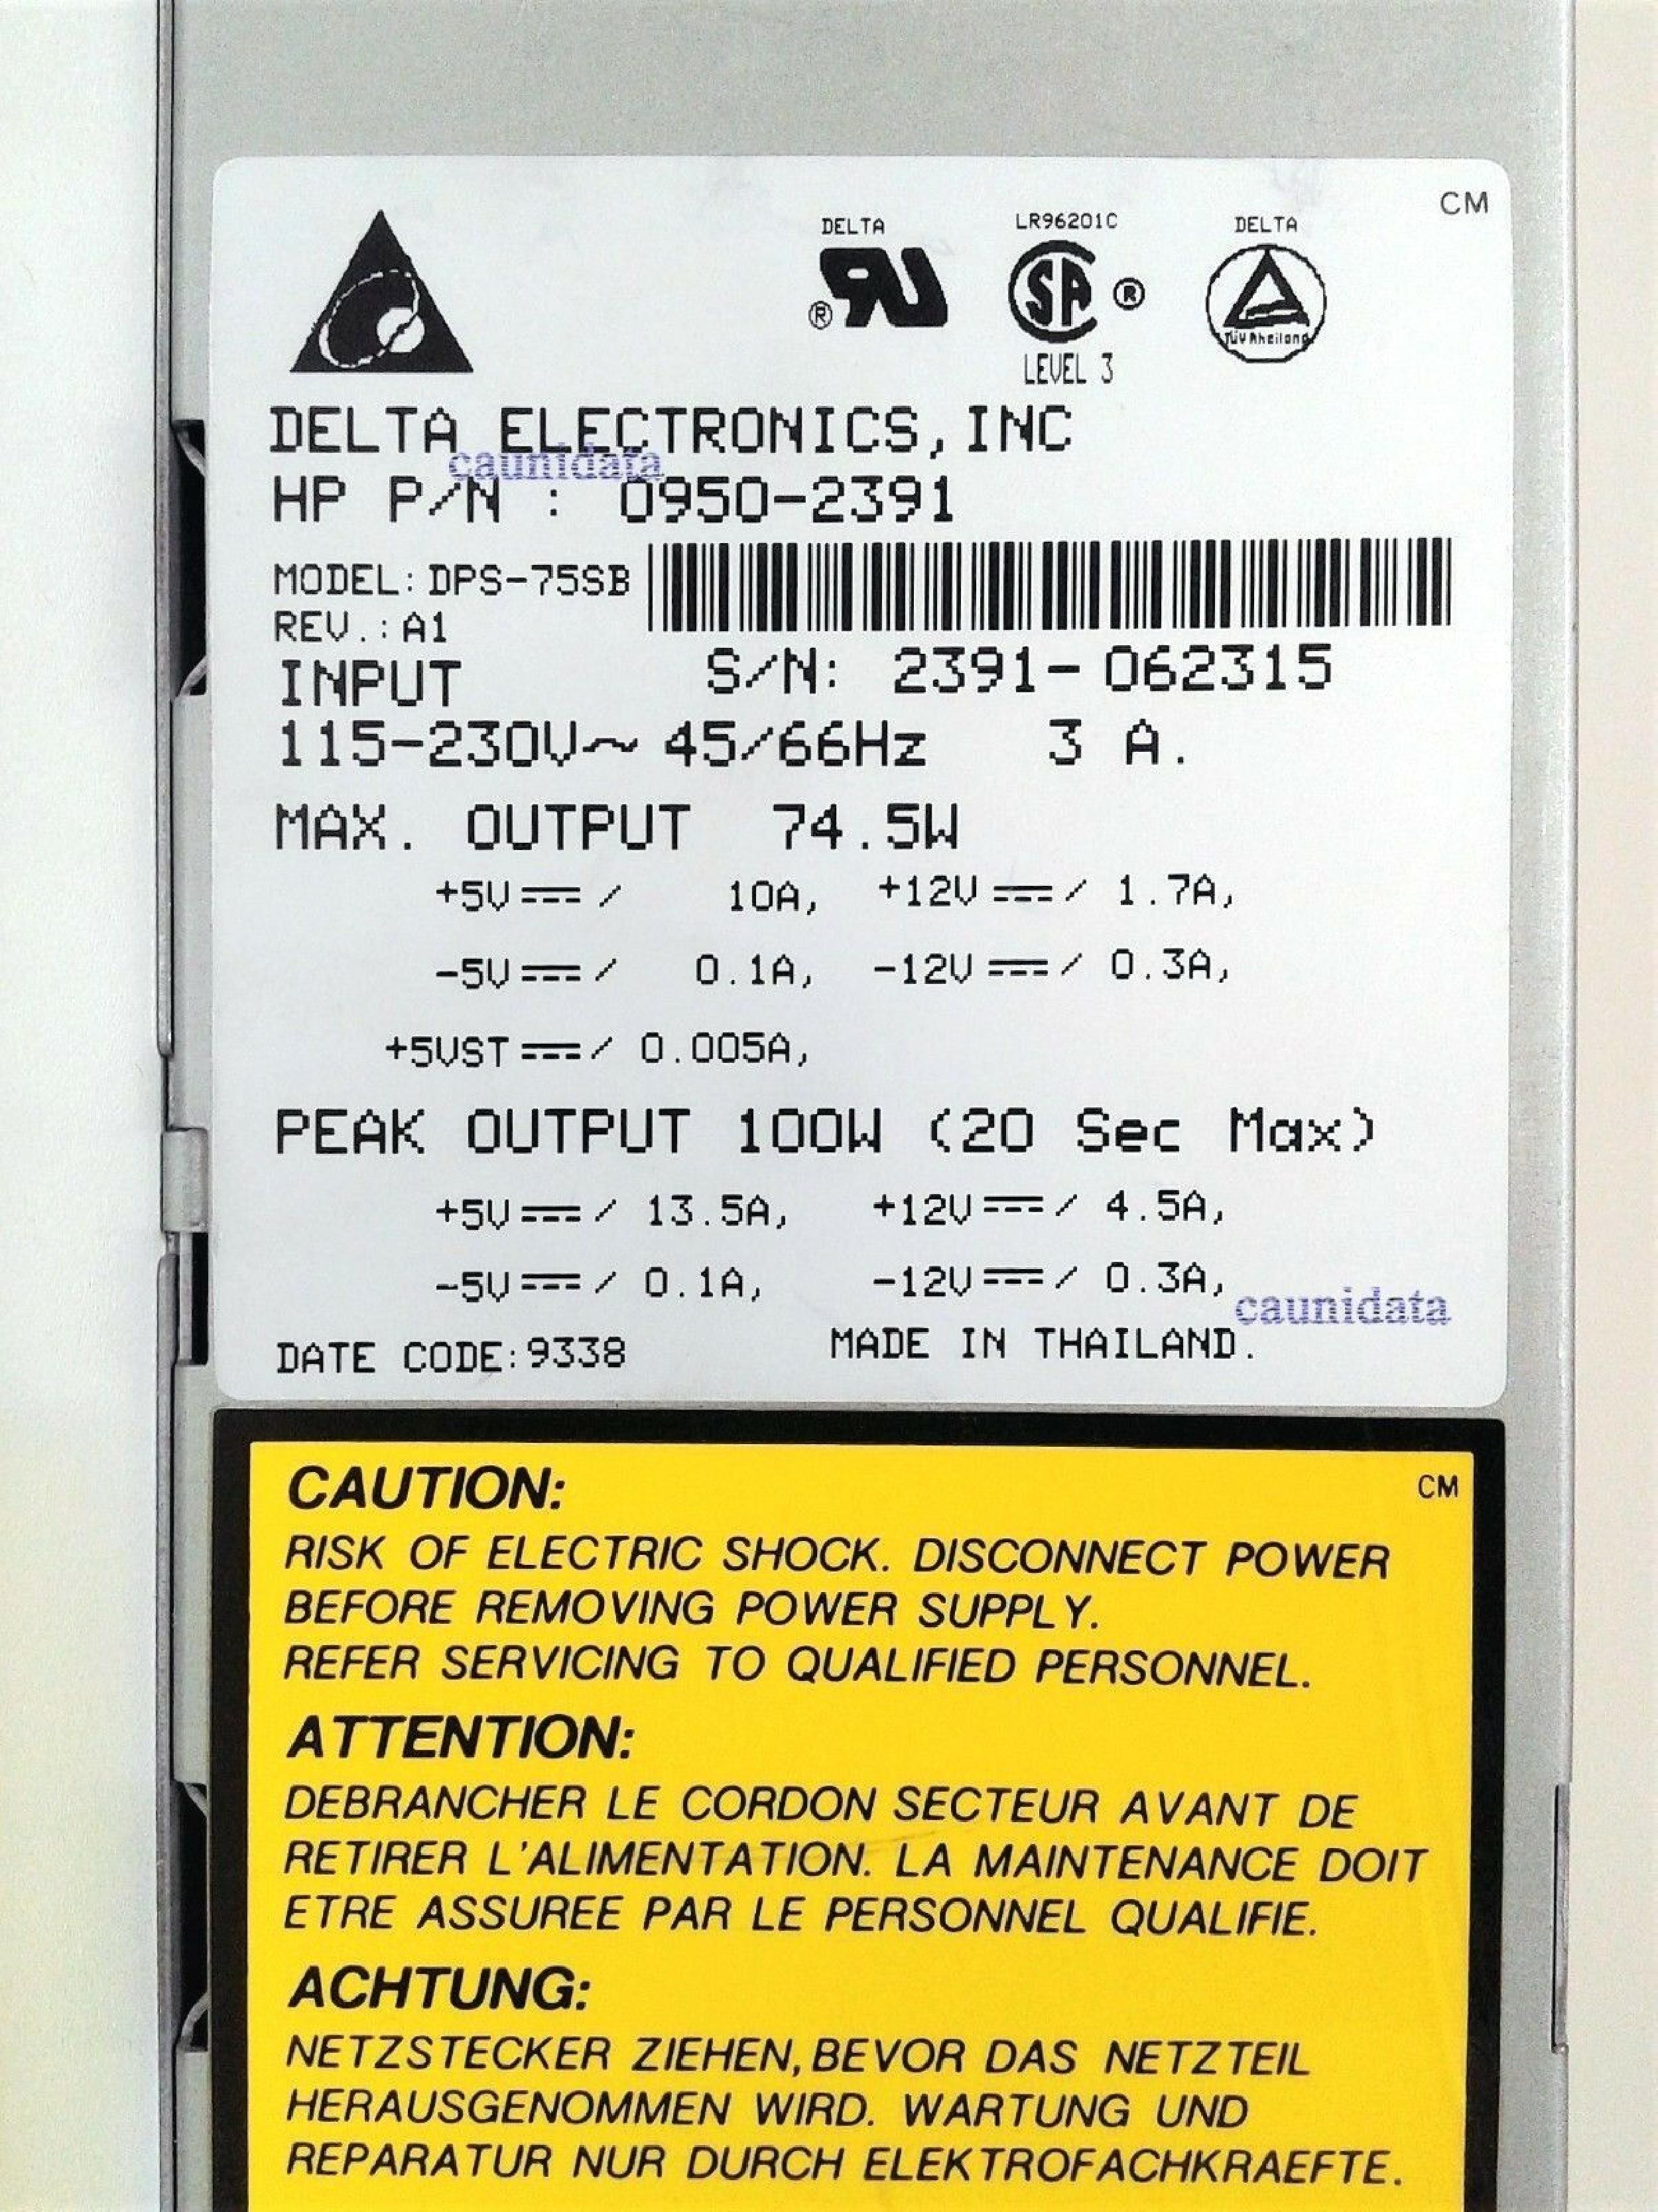 CM
DELTA LR96201C DELTA
® RU SA ® TÜV Rheinland
LEVEL 3
DELTA ELECTRONICS,INC
caunidata
HP P/N : 0950-2391
MODEL: DPS-75SB
REV.: A1
INPUT S/N: 2391-062315
115-230V~ 45/66Hz 3 A.
MAX. OUTPUT 74.5W
+5V⎓/ 10A, +12V⎓/ 1.7A,
-5V⎓/ 0.1A, -12V⎓/ 0.3A,
+5VST⎓/ 0.005A,
PEAK OUTPUT 100W (20 Sec Max)
+5V⎓/ 13.5A, +12V⎓/ 4.5A,
-5V⎓/ 0.1A, -12V⎓/ 0.3A,
caunidata
DATE CODE:9338 MADE IN THAILAND.
CAUTION: CM
RISK OF ELECTRIC SHOCK. DISCONNECT POWER
BEFORE REMOVING POWER SUPPLY.
REFER SERVICING TO QUALIFIED PERSONNEL.
ATTENTION:
DEBRANCHER LE CORDON SECTEUR AVANT DE
RETIRER L'ALIMENTATION. LA MAINTENANCE DOIT
ETRE ASSUREE PAR LE PERSONNEL QUALIFIE.
ACHTUNG:
NETZSTECKER ZIEHEN, BEVOR DAS NETZTEIL
HERAUSGENOMMEN WIRD. WARTUNG UND
REPARATUR NUR DURCH ELEKTROFACHKRAEFTE.